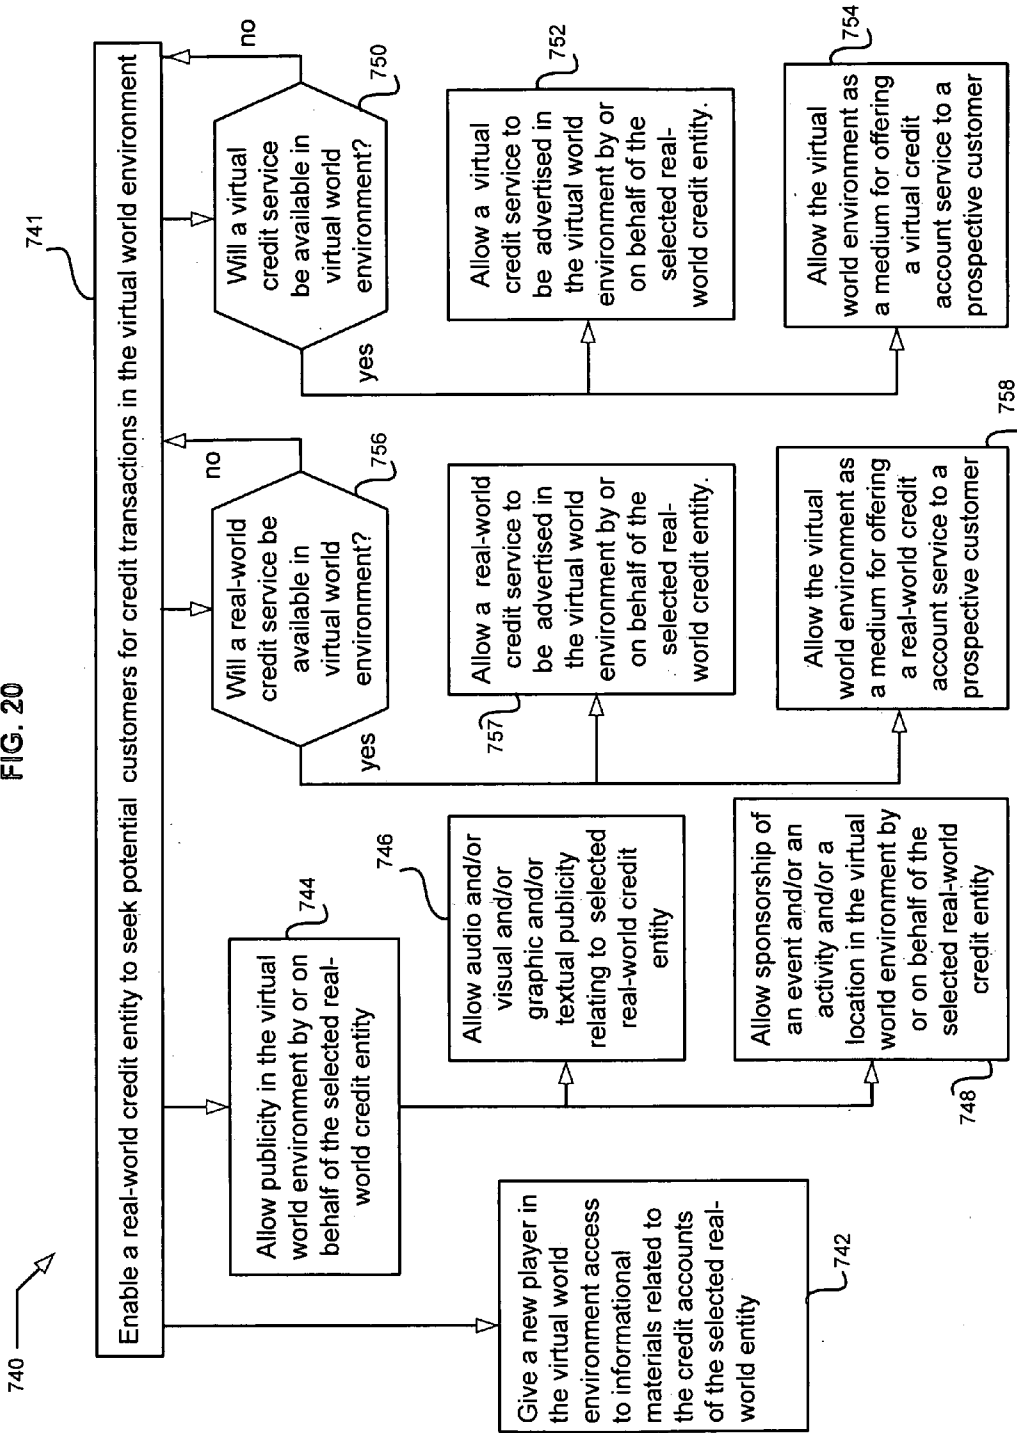 FIG. 20
740
741
Enable a real-world credit entity to seek potential customers for credit transactions in the virtual world environment
Give a new player in
the virtual world
environment access
to informational
materials related to
the credit accounts
of the selected real-
world entity
742
Allow publicity in the virtual
world environment by or on
behalf of the selected real-
world credit entity
744
Allow audio and/or
visual and/or
graphic and/or
textual publicity
relating to selected
real-world credit
entity
746
Allow sponsorship of
an event and/or an
activity and/or a
location in the virtual
world environment by
or on behalf of the
selected real-world
credit entity
748
Will a real-world
credit service be
available in
virtual world
environment?
756
no
yes
Allow a real-world
credit service to
be advertised in
the virtual world
environment by or
on behalf of the
selected real-
world credit entity.
757
Allow the virtual
world environment as
a medium for offering
a real-world credit
account service to a
prospective customer
758
Will a virtual
credit service
be available in
virtual world
environment?
750
no
yes
Allow a virtual
credit service to
be advertised in
the virtual world
environment by or
on behalf of the
selected real-
world credit entity.
752
Allow the virtual
world environment as
a medium for offering
a virtual credit
account service to a
prospective customer
754